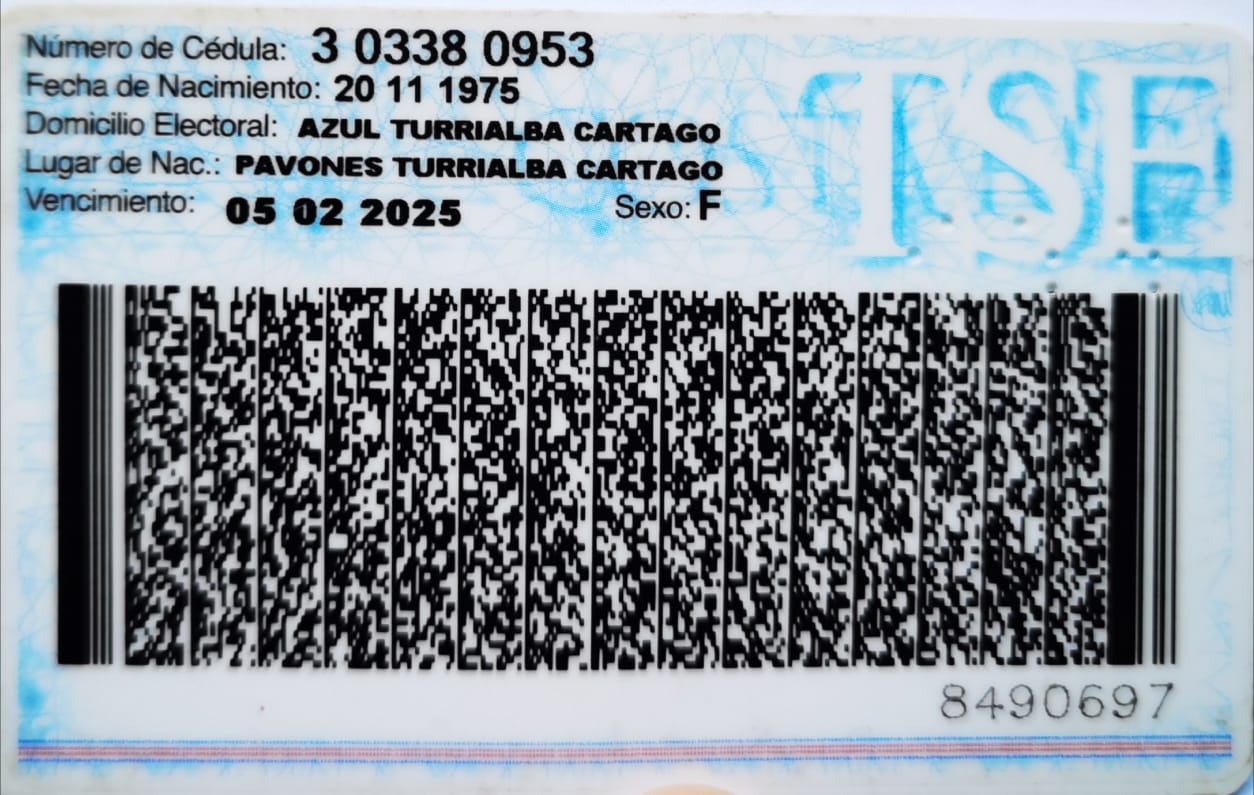 Número de Cédula: 3 0338 0953
Fecha de Nacimiento: 20 11 1975
Domicilio Electoral: AZUL TURRIALBA CARTAGO
Lugar de Nac.: PAVONES TURRIALBA CARTAGO
Vencimiento: 05 02 2025 Sexo: F
TSE
8490697